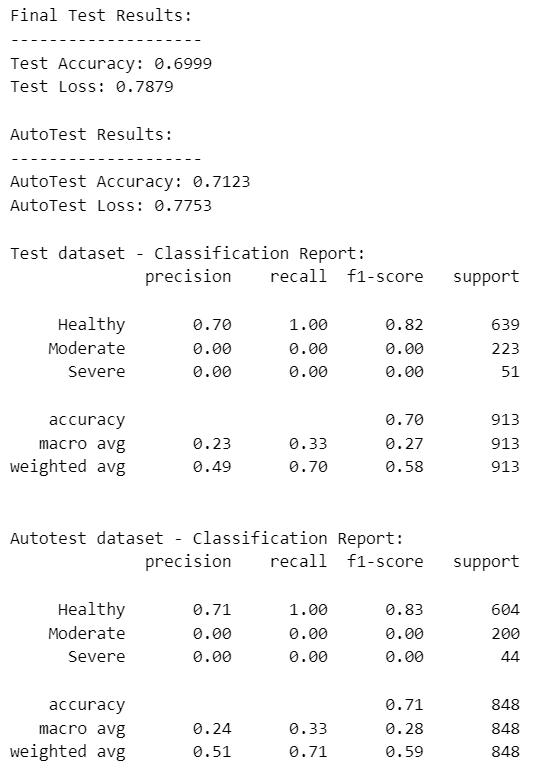 Final Test Results:
--------------------
Test Accuracy: 0.6999
Test Loss: 0.7879
AutoTest Results:
--------------------
AutoTest Accuracy: 0.7123
AutoTest Loss: 0.7753
Test dataset - Classification Report:
precision recall f1-score support
Healthy 0.70 1.00 0.82 639
Moderate 0.00 0.00 0.00 223
Severe 0.00 0.00 0.00 51
accuracy 0.70 913
macro avg 0.23 0.33 0.27 913
weighted avg 0.49 0.70 0.58 913
Autotest dataset - Classification Report:
precision recall f1-score support
Healthy 0.71 1.00 0.83 604
Moderate 0.00 0.00 0.00 200
Severe 0.00 0.00 0.00 44
accuracy 0.71 848
macro avg 0.24 0.33 0.28 848
weighted avg 0.51 0.71 0.59 848